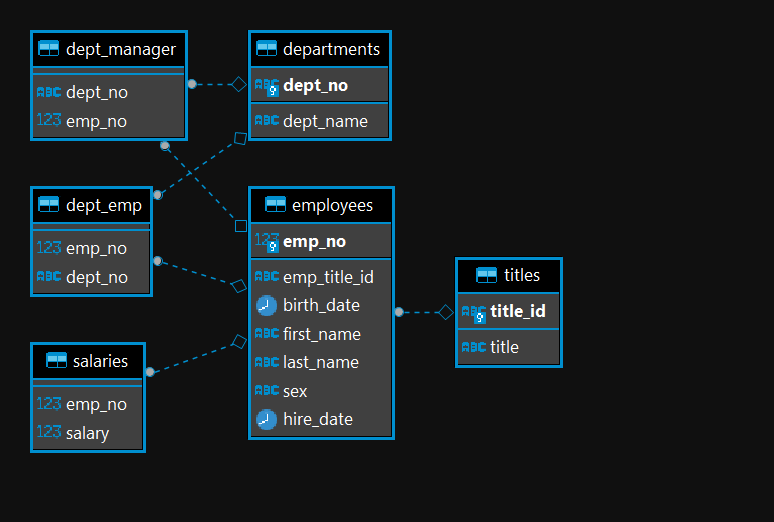 dept_manager
ABC dept_no
123 emp_no
departments
ABC dept_no
ABC dept_name
dept_emp
123 emp_no
ABC dept_no
employees
123 emp_no
ABC emp_title_id
birth_date
ABC first_name
ABC last_name
ABC sex
hire_date
titles
ABC title_id
ABC title
salaries
123 emp_no
123 salary